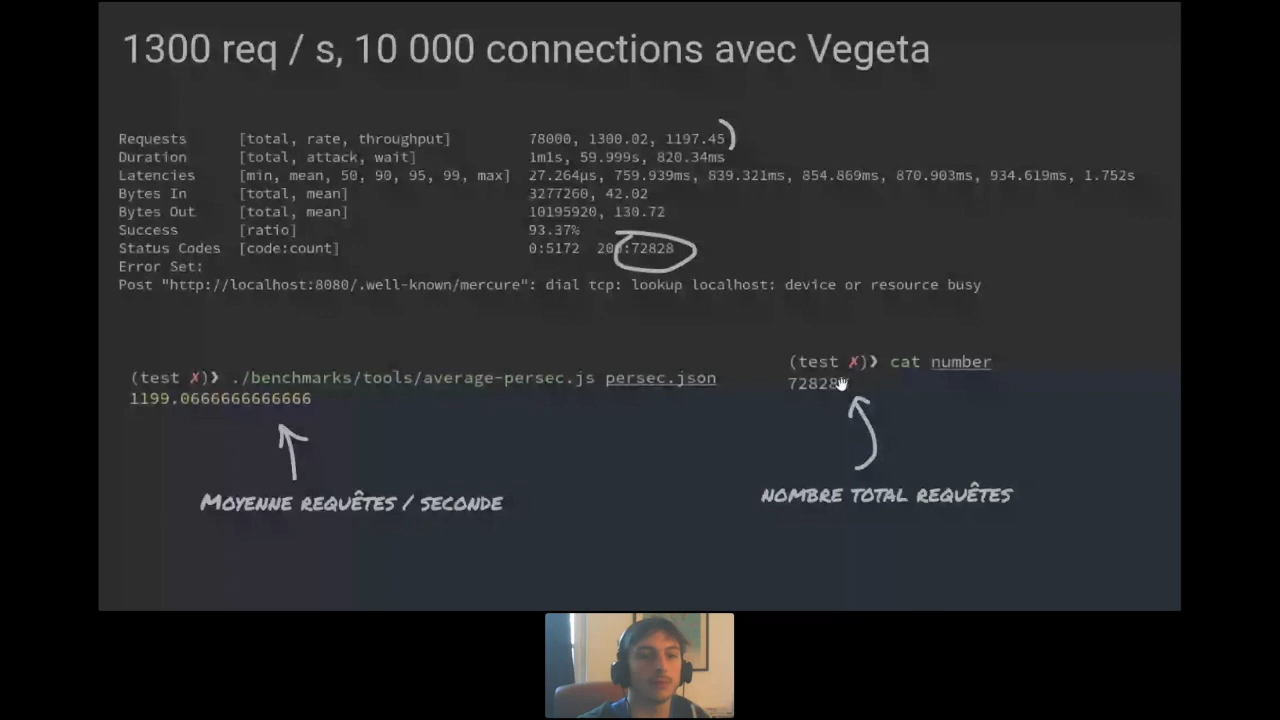 1300 req / s, 10 000 connections avec Vegeta
Requests [total, rate, throughput] 78000, 1300.02, 1197.45
Duration [total, attack, wait] 1m1s, 59.999s, 820.34ms
Latencies [min, mean, 50, 90, 95, 99, max] 27.264µs, 759.939ms, 839.321ms, 854.869ms, 870.903ms, 934.619ms, 1.752s
Bytes In [total, mean] 3277260, 42.02
Bytes Out [total, mean] 10195920, 130.72
Success [ratio] 93.37%
Status Codes [code:count] 0:5172 200:72828
Error Set:
Post "http://localhost:8080/.well-known/mercure": dial tcp: lookup localhost: device or resource busy
(test ✗)❯ ./benchmarks/tools/average-persec.js persec.json
1199.0666666666666
(test ✗)❯ cat number
72828
Moyenne requêtes / seconde
nombre total requêtes